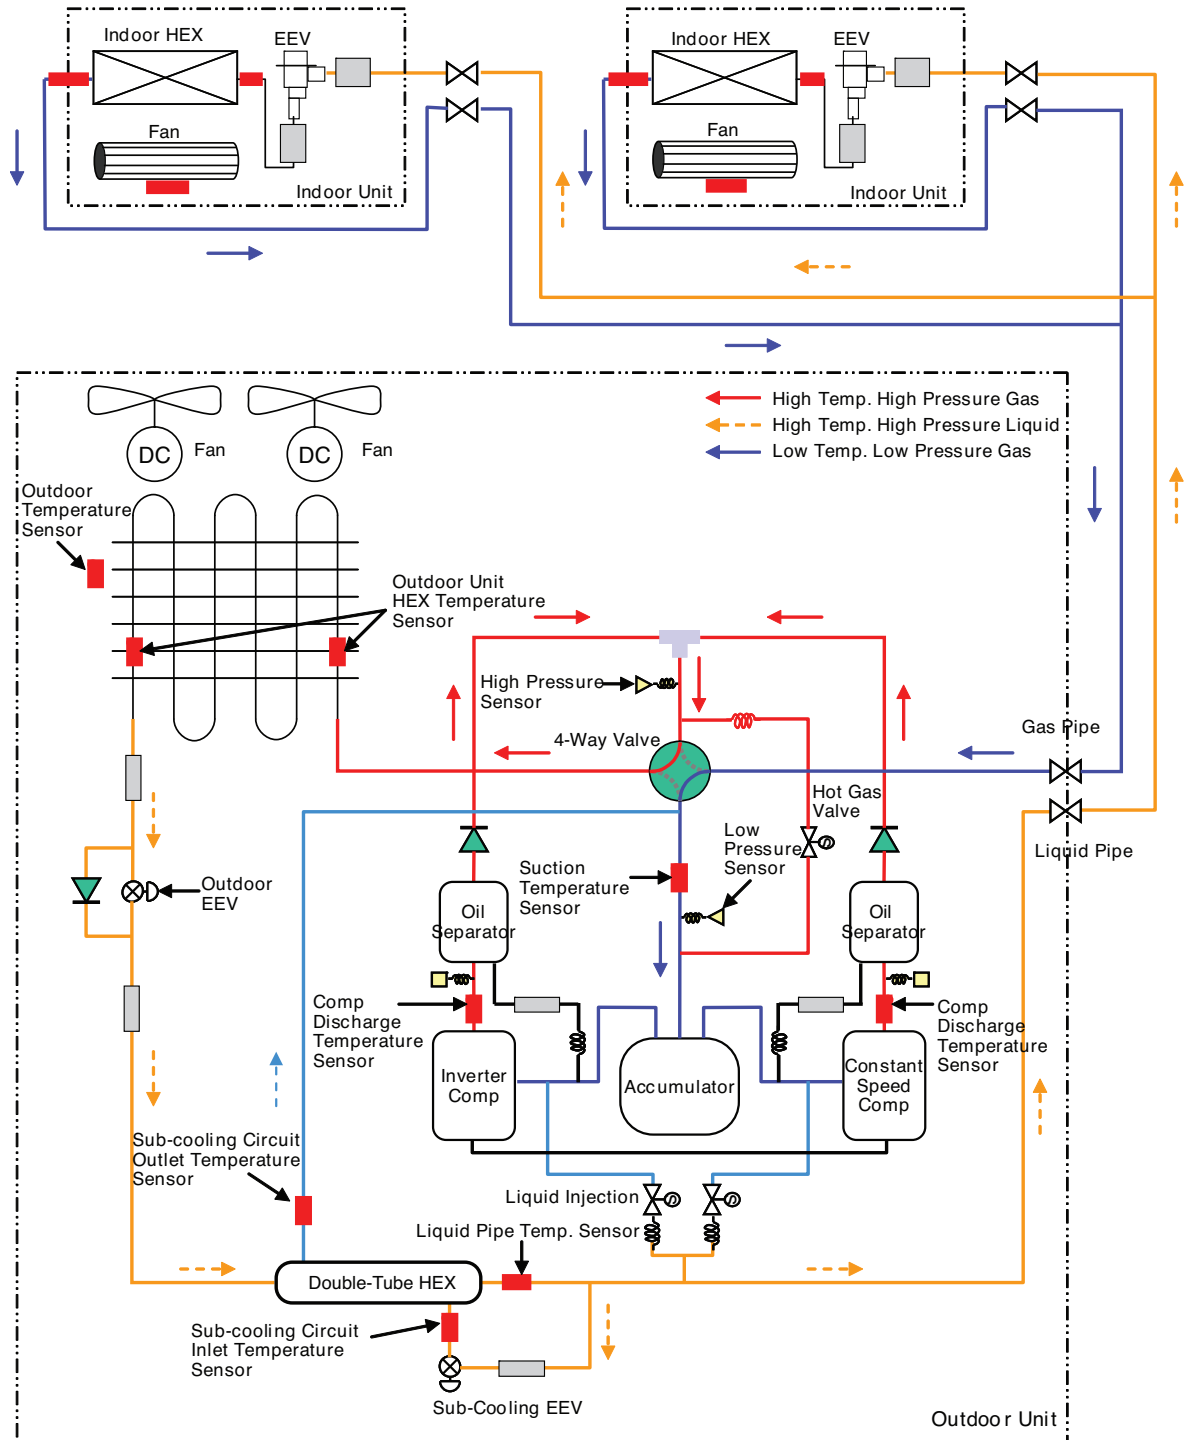 Indoor HEX
EEV
Fan
Indoor Unit
Indoor HEX
EEV
Fan
Indoor Unit
High Temp. High Pressure Gas
High Temp. High Pressure Liquid
Low Temp. Low Pressure Gas
DC
Fan
DC
Fan
Outdoor
Temperature
Sensor
Outdoor Unit
HEX Temperature
Sensor
High Pressure
Sensor
4-Way Valve
Gas Pipe
Hot Gas
Valve
Low
Pressure
Sensor
Liquid Pipe
Suction
Temperature
Sensor
Outdoor
EEV
Oil
Separator
Oil
Separator
Comp
Discharge
Temperature
Sensor
Comp
Discharge
Temperature
Sensor
Inverter
Comp
Accumulator
Constant
Speed
Comp
Sub-cooling Circuit
Outlet Temperature
Sensor
Liquid Injection
Liquid Pipe Temp. Sensor
Double-Tube HEX
Sub-cooling Circuit
Inlet Temperature
Sensor
Sub-Cooling EEV
Outdoor Unit